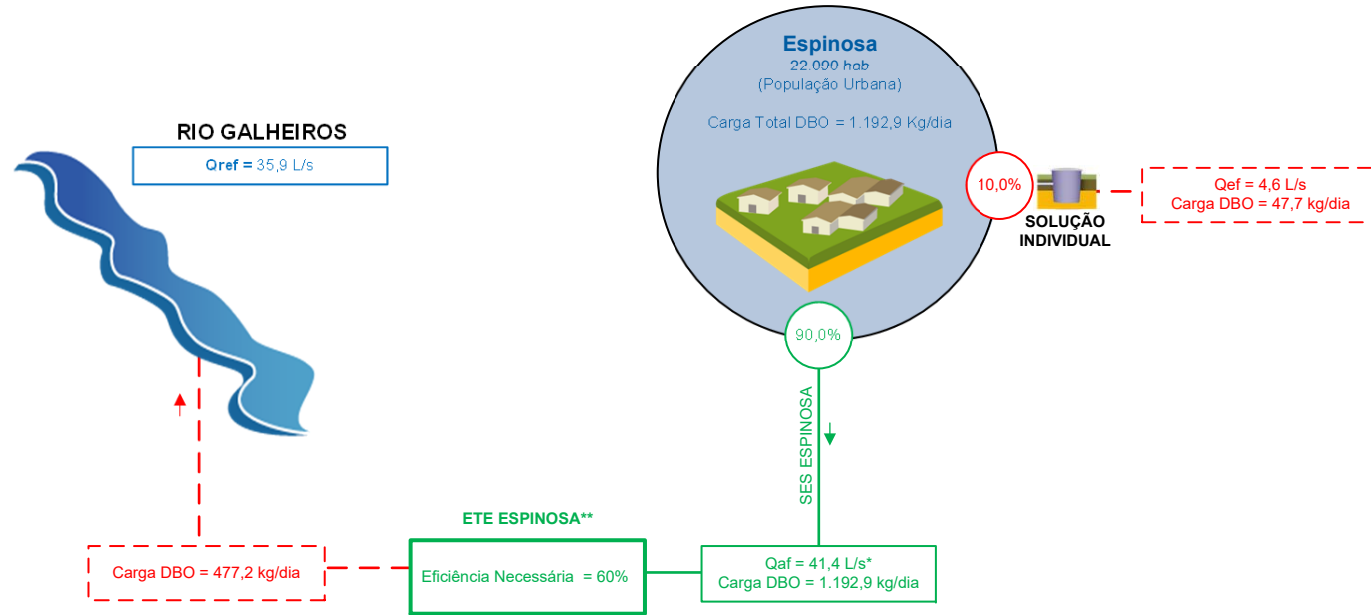 Espinosa
22.000 hab
(População Urbana)
Carga Total DBO = 1.192,9 Kg/dia
RIO GALHEIROS
Qref = 35,9 L/s
10,0%
SOLUÇÃO
INDIVIDUAL
Qef = 4,6 L/s
Carga DBO = 47,7 kg/dia
90,0%
SES ESPINOSA
ETE ESPINOSA**
Carga DBO = 477,2 kg/dia
Eficiência Necessária = 60%
Qaf = 41,4 L/s*
Carga DBO = 1.192,9 kg/dia